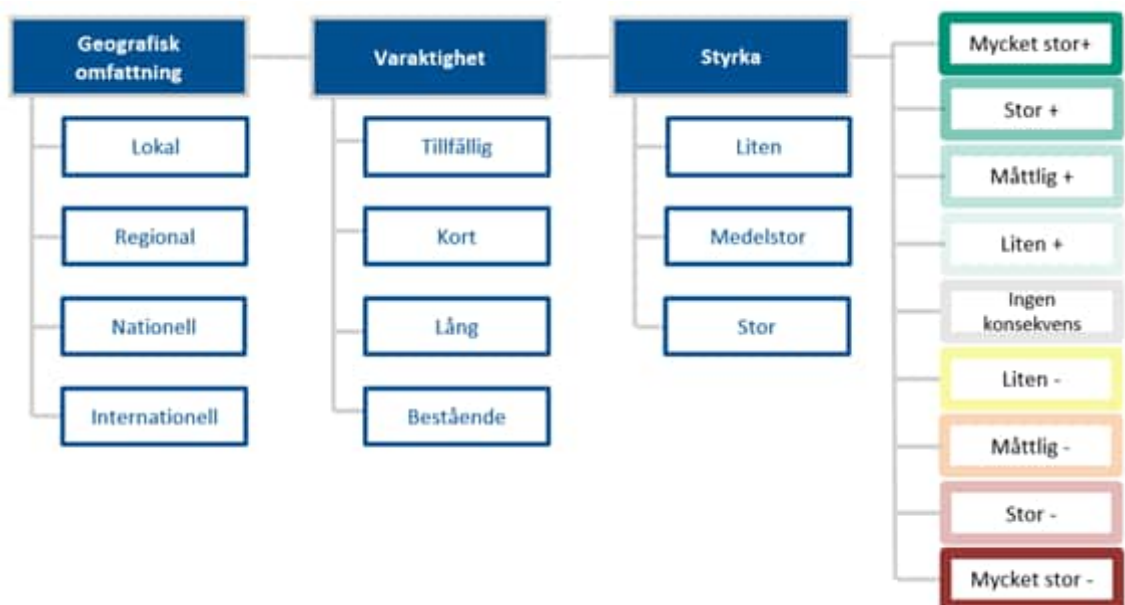 Geografisk
omfattning
Lokal
Regional
Nationell
Internationell
Varaktighet
Tillfällig
Kort
Lång
Bestående
Styrka
Liten
Medelstor
Stor
Mycket stor+
Stor +
Måttlig +
Liten +
Ingen
konsekvens
Liten -
Måttlig -
Stor -
Mycket stor -